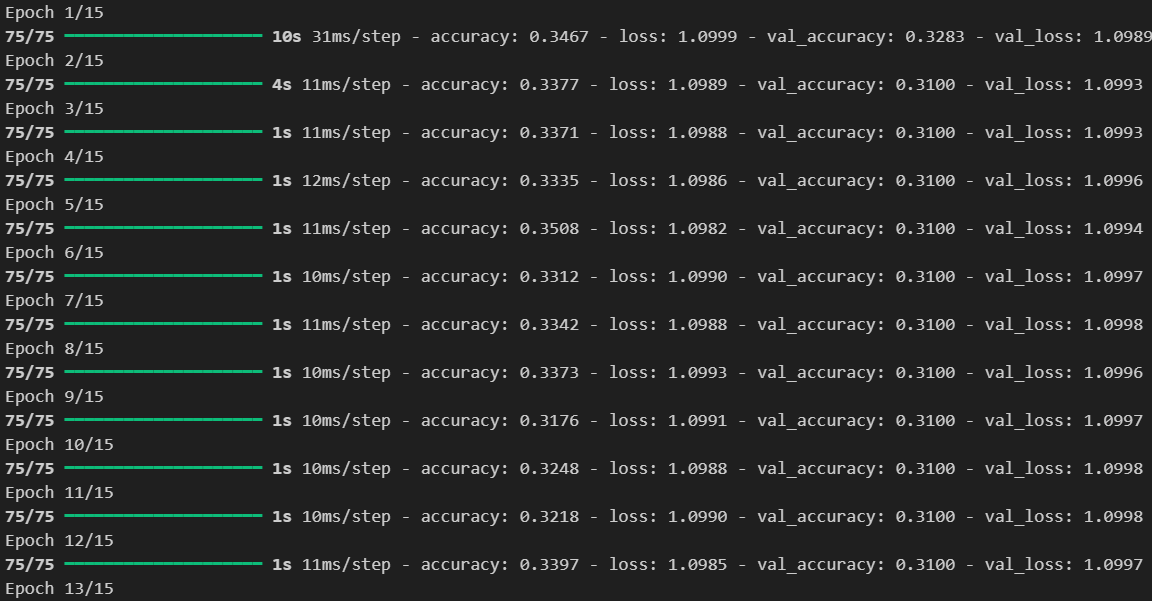 Epoch 1/15
75/75 ━━━━━━━━━━━━━━━━━━━━ 10s 31ms/step - accuracy: 0.3467 - loss: 1.0999 - val_accuracy: 0.3283 - val_loss: 1.0989
Epoch 2/15
75/75 ━━━━━━━━━━━━━━━━━━━━ 4s 11ms/step - accuracy: 0.3377 - loss: 1.0989 - val_accuracy: 0.3100 - val_loss: 1.0993
Epoch 3/15
75/75 ━━━━━━━━━━━━━━━━━━━━ 1s 11ms/step - accuracy: 0.3371 - loss: 1.0988 - val_accuracy: 0.3100 - val_loss: 1.0993
Epoch 4/15
75/75 ━━━━━━━━━━━━━━━━━━━━ 1s 12ms/step - accuracy: 0.3335 - loss: 1.0986 - val_accuracy: 0.3100 - val_loss: 1.0996
Epoch 5/15
75/75 ━━━━━━━━━━━━━━━━━━━━ 1s 11ms/step - accuracy: 0.3508 - loss: 1.0982 - val_accuracy: 0.3100 - val_loss: 1.0994
Epoch 6/15
75/75 ━━━━━━━━━━━━━━━━━━━━ 1s 10ms/step - accuracy: 0.3312 - loss: 1.0990 - val_accuracy: 0.3100 - val_loss: 1.0997
Epoch 7/15
75/75 ━━━━━━━━━━━━━━━━━━━━ 1s 11ms/step - accuracy: 0.3342 - loss: 1.0988 - val_accuracy: 0.3100 - val_loss: 1.0998
Epoch 8/15
75/75 ━━━━━━━━━━━━━━━━━━━━ 1s 10ms/step - accuracy: 0.3373 - loss: 1.0993 - val_accuracy: 0.3100 - val_loss: 1.0996
Epoch 9/15
75/75 ━━━━━━━━━━━━━━━━━━━━ 1s 10ms/step - accuracy: 0.3176 - loss: 1.0991 - val_accuracy: 0.3100 - val_loss: 1.0997
Epoch 10/15
75/75 ━━━━━━━━━━━━━━━━━━━━ 1s 10ms/step - accuracy: 0.3248 - loss: 1.0988 - val_accuracy: 0.3100 - val_loss: 1.0998
Epoch 11/15
75/75 ━━━━━━━━━━━━━━━━━━━━ 1s 10ms/step - accuracy: 0.3218 - loss: 1.0990 - val_accuracy: 0.3100 - val_loss: 1.0998
Epoch 12/15
75/75 ━━━━━━━━━━━━━━━━━━━━ 1s 11ms/step - accuracy: 0.3397 - loss: 1.0985 - val_accuracy: 0.3100 - val_loss: 1.0997
Epoch 13/15